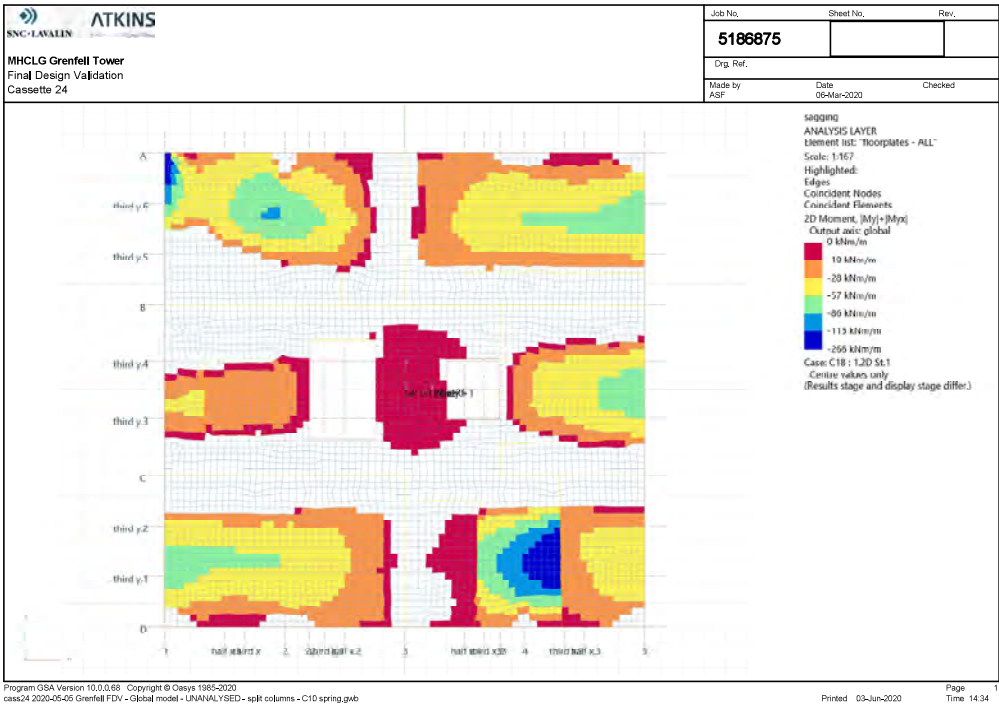 SNC·LAVALIN ATKINS
MHCLG Grenfell Tower
Final Design Validation
Cassette 24
Job No. Sheet No. Rev.
5186875
Drg. Ref.
Made by Date Checked
ASF 06-Mar-2020
sagging
ANALYSIS LAYER
Element list: "floorplates - ALL"
Scale: 1:167
Highlighted:
Edges
Coincident Nodes
Coincident Elements
2D Moment, |My|+|Myx|
Output axis: global
0 kNm/m
-10 kNm/m
-28 kNm/m
-57 kNm/m
-86 kNm/m
-115 kNm/m
-266 kNm/m
Case: C18 : 1.2D St.1
Centre values only
(Results stage and display stage differ.)
A
third y.6
third y.5
B
third y.4
third y.3
C
third y.2
third y.1
D
1 2 3 4 5
Program GSA Version 10.0.0.68 Copyright © Oasys 1985-2020
cass24 2020-05-05 Grenfell FDV - Global model - UNANALYSED - split columns - C10 spring.gwb
Printed 03-Jun-2020
Page 1
Time 14:34